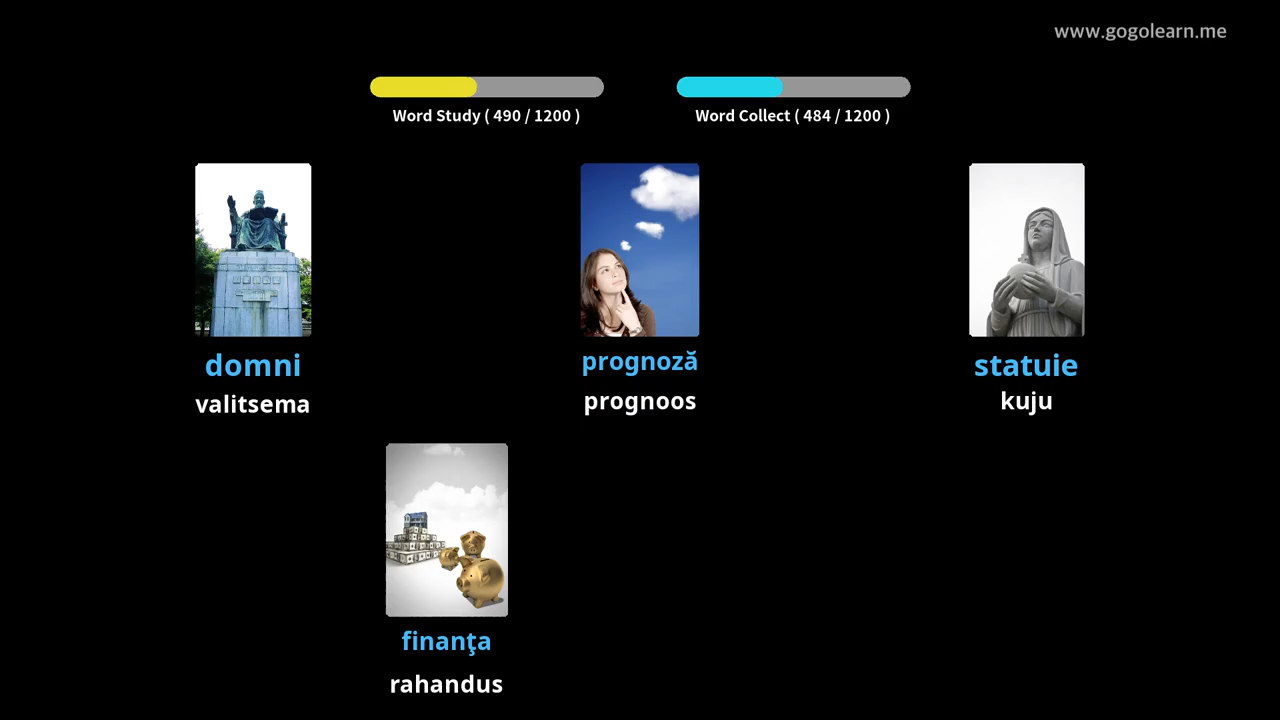 www.gogolearn.me
Word Study ( 490 / 1200 )
Word Collect ( 484 / 1200 )
domni
valitsema
prognoză
prognoos
statuie
kuju
finanţa
rahandus